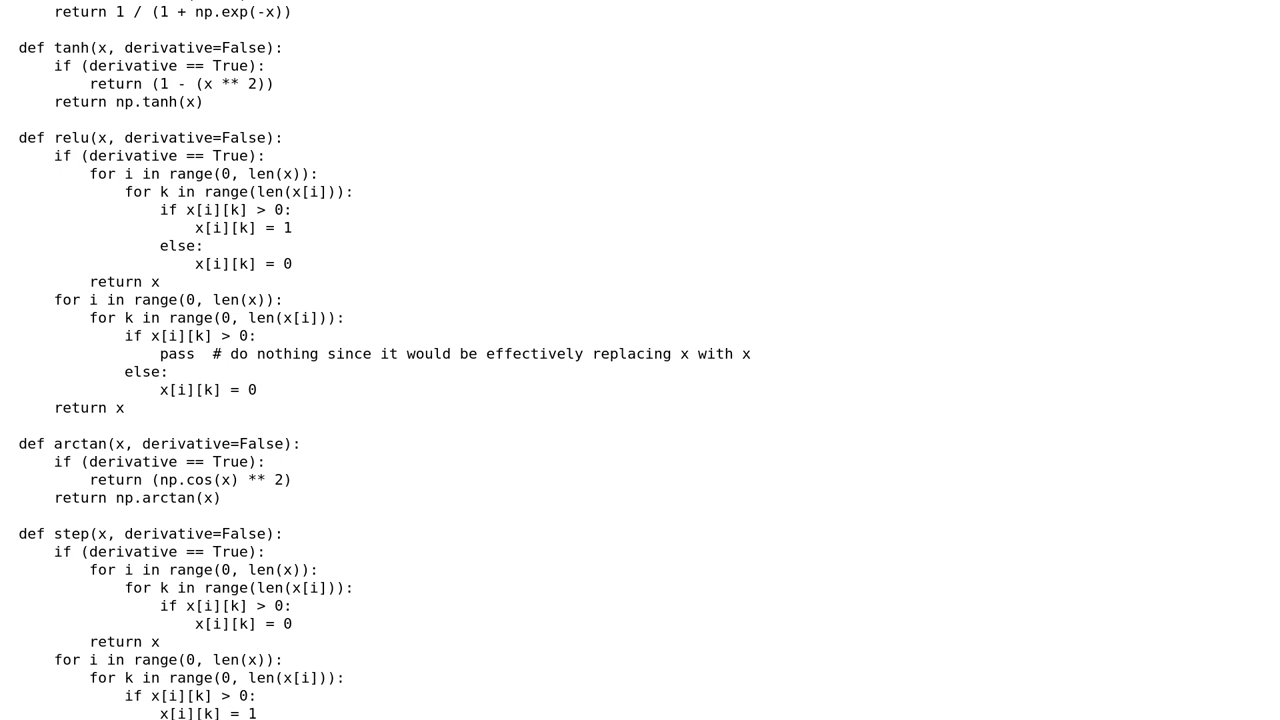 return 1 / (1 + np.exp(-x))

def tanh(x, derivative=False):
    if (derivative == True):
        return (1 - (x ** 2))
    return np.tanh(x)

def relu(x, derivative=False):
    if (derivative == True):
        for i in range(0, len(x)):
            for k in range(len(x[i])):
                if x[i][k] > 0:
                    x[i][k] = 1
                else:
                    x[i][k] = 0
        return x
    for i in range(0, len(x)):
        for k in range(0, len(x[i])):
            if x[i][k] > 0:
                pass  # do nothing since it would be effectively replacing x with x
            else:
                x[i][k] = 0
    return x

def arctan(x, derivative=False):
    if (derivative == True):
        return (np.cos(x) ** 2)
    return np.arctan(x)

def step(x, derivative=False):
    if (derivative == True):
        for i in range(0, len(x)):
            for k in range(len(x[i])):
                if x[i][k] > 0:
                    x[i][k] = 0
        return x
    for i in range(0, len(x)):
        for k in range(0, len(x[i])):
            if x[i][k] > 0:
                x[i][k] = 1